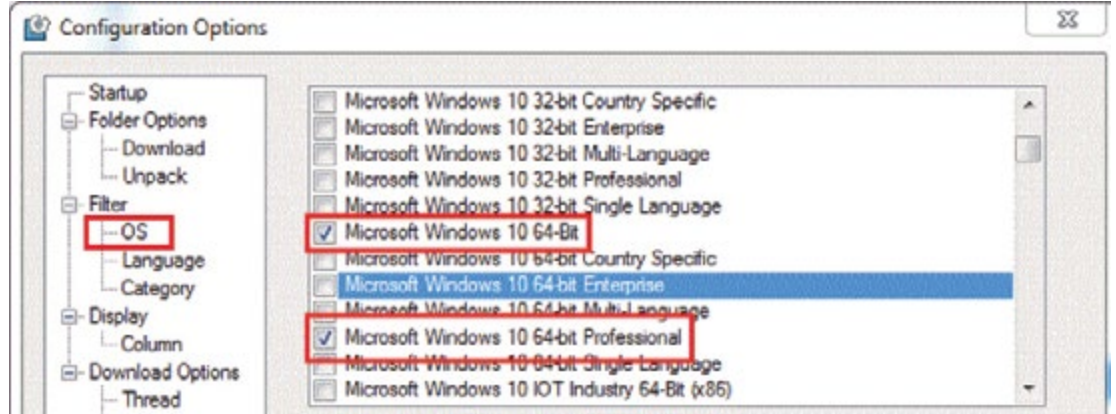 Configuration Options
Startup
Folder Options
Download
Unpack
Filter
OS
Language
Category
Display
Column
Download Options
Thread
Microsoft Windows 10 32-bit Country Specific
Microsoft Windows 10 32-bit Enterprise
Microsoft Windows 10 32-bit Multi-Language
Microsoft Windows 10 32-bit Professional
Microsoft Windows 10 32-bit Single Language
Microsoft Windows 10 64-Bit
Microsoft Windows 10 64-bit Country Specific
Microsoft Windows 10 64-bit Enterprise
Microsoft Windows 10 64-bit Multi-Language
Microsoft Windows 10 64-bit Professional
Microsoft Windows 10 64-bit Single Language
Microsoft Windows 10 IOT Industry 64-Bit (x86)